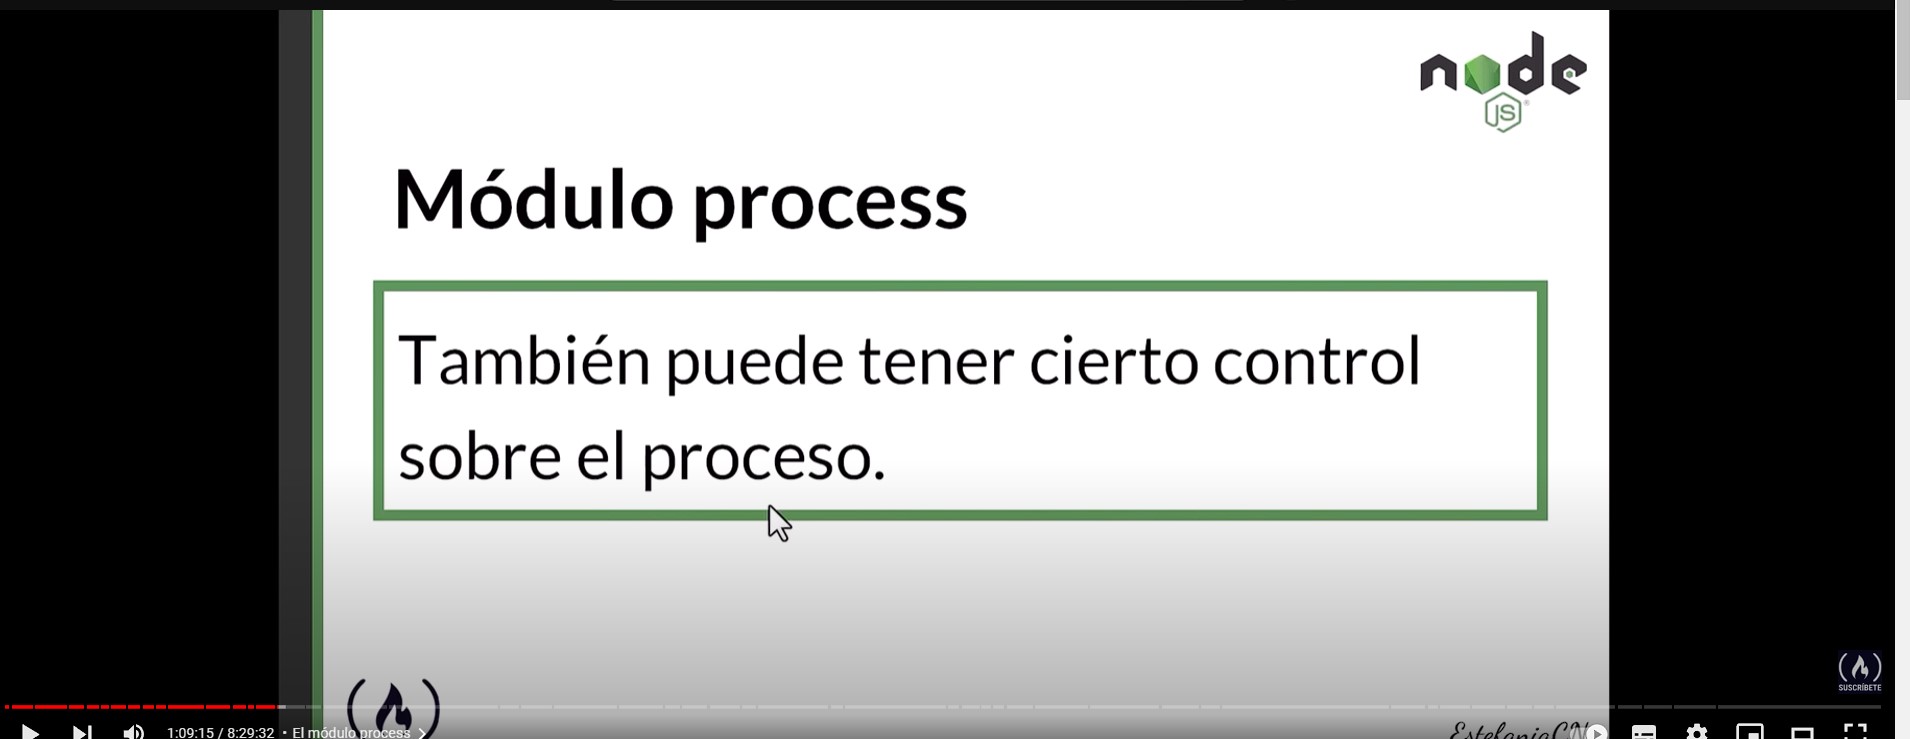 node
JS
Módulo process
También puede tener cierto control
sobre el proceso.
SUSCRÍBETE
1:09:15 / 8:29:32 • El módulo process
EstefaniaCN